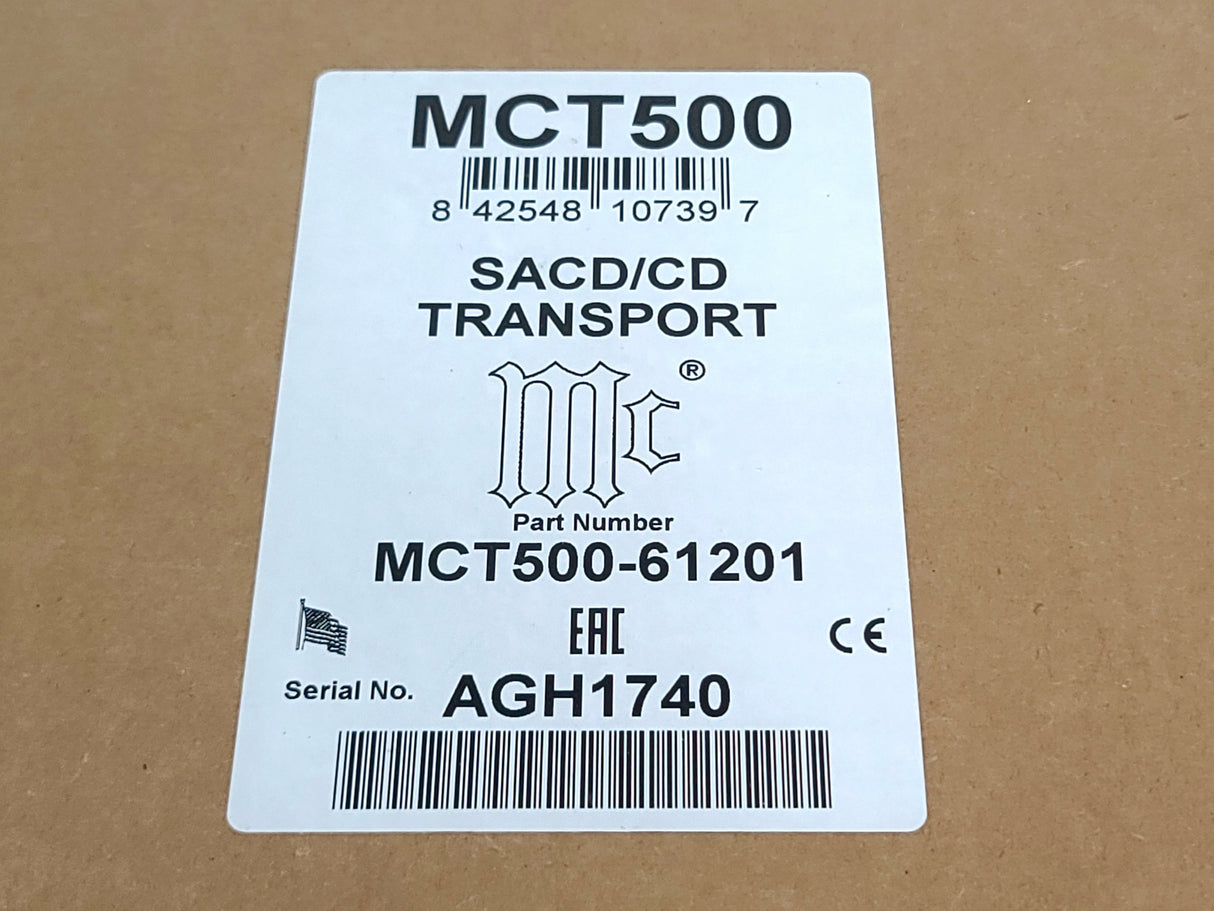 MCT500
8 42548 10739 7
SACD/CD
TRANSPORT
Mc ®
Part Number
MCT500-61201
EAC
CE
Serial No. AGH1740